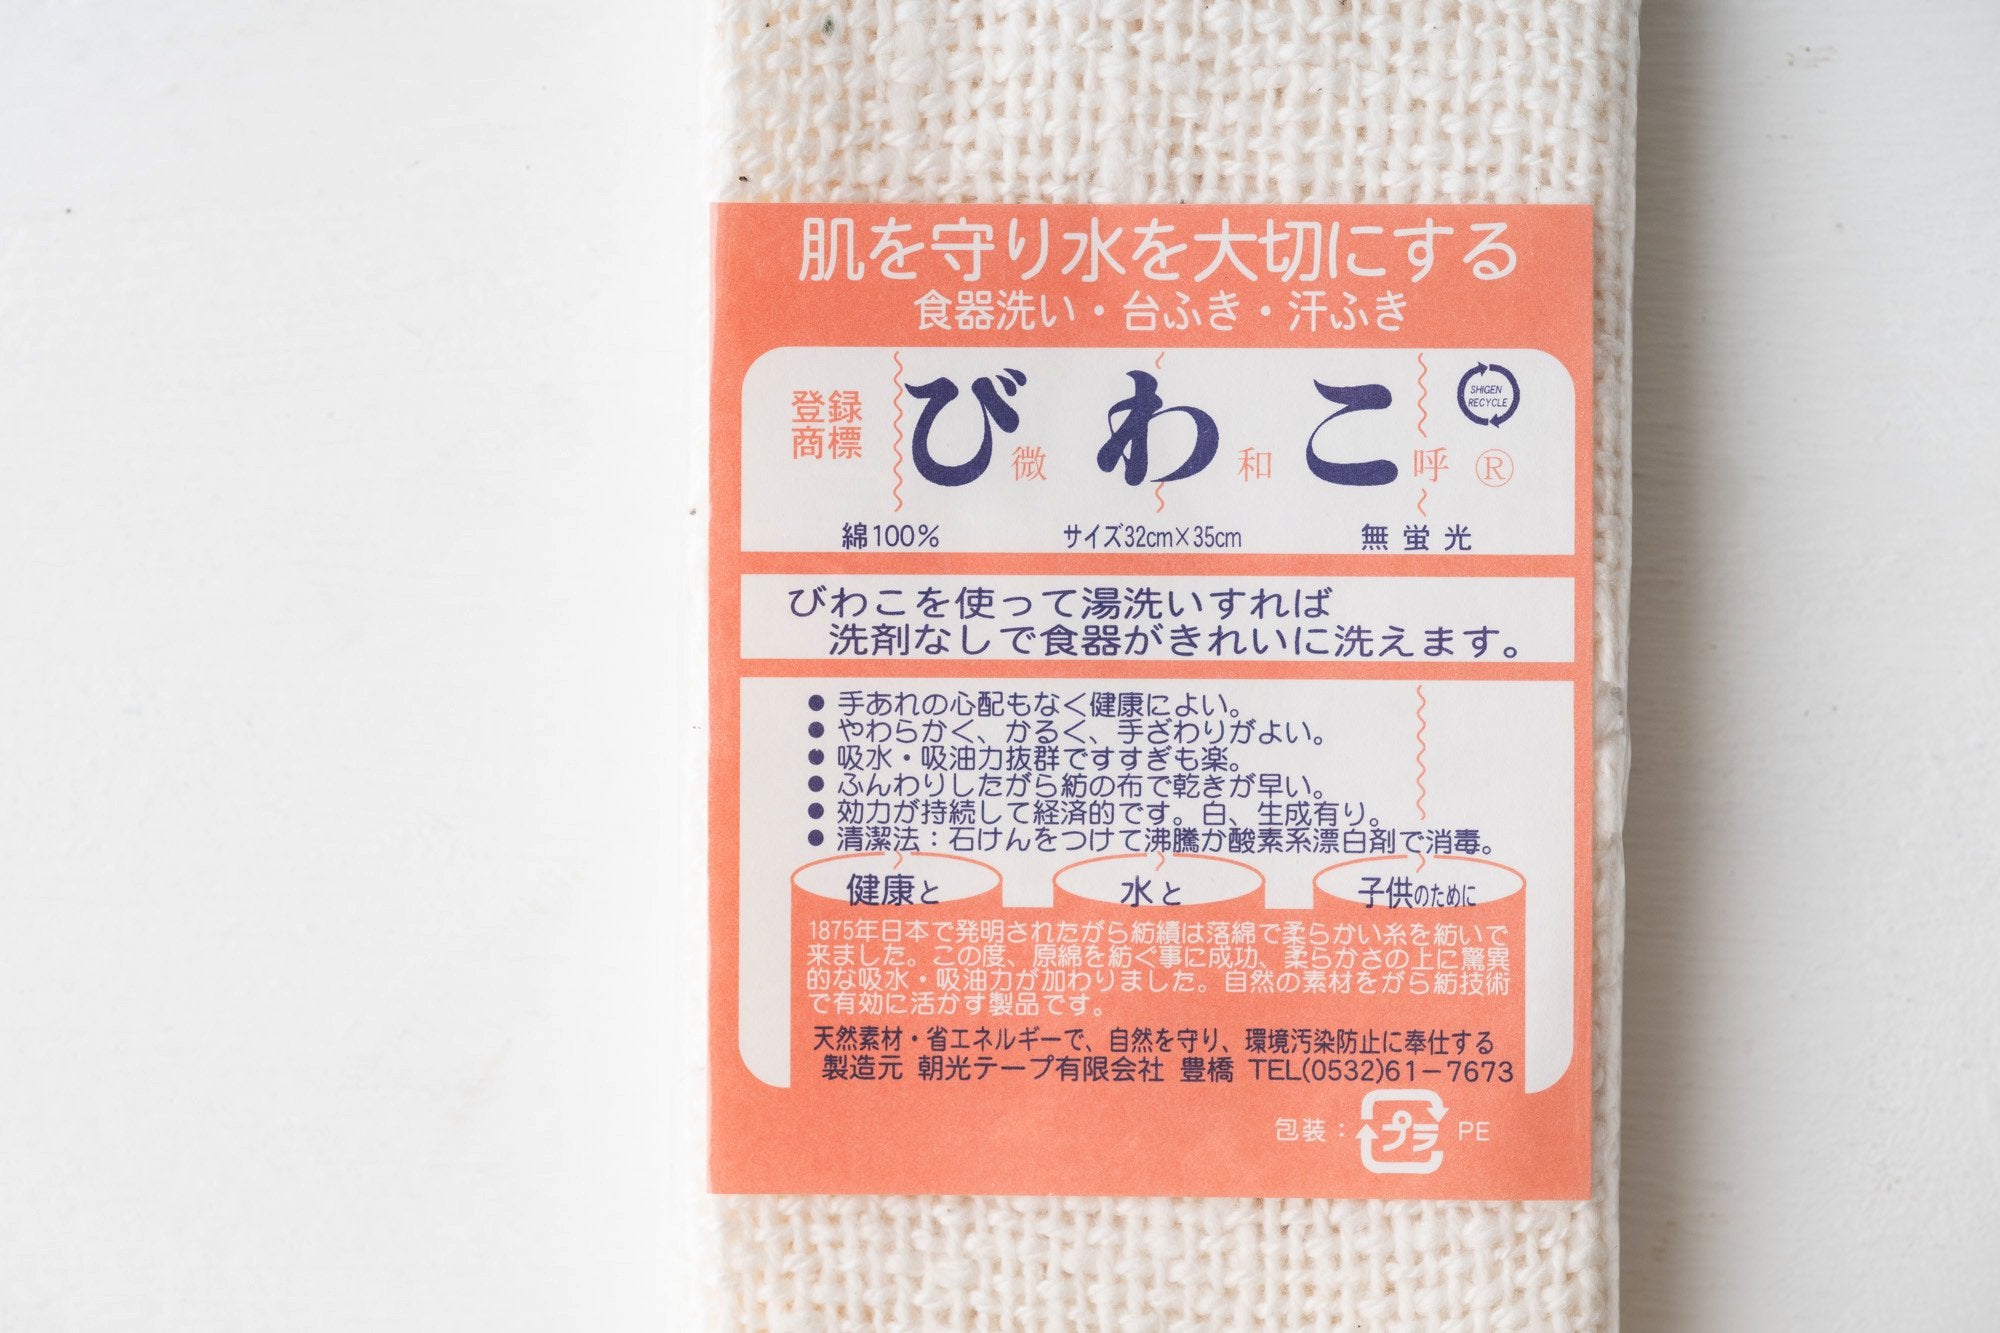 肌を守り水を大切にする
食器洗い・台ふき・汗ふき
登録
商標
びわこ
微 和 呼 ®
SHIGEN
RECYCLE
綿100% サイズ32cm×35cm 無蛍光
びわこを使って湯洗いすれば
洗剤なしで食器がきれいに洗えます。
● 手あれの心配もなく健康によい。
● やわらかく、かるく、手ざわりがよい。
● 吸水・吸油力抜群ですすぎも楽。
● ふんわりしたがら紡の布で乾きが早い。
● 効力が持続して経済的です。白、生成有り。
● 清潔法：石けんをつけて沸騰か酸素系漂白剤で消毒。
健康と 水と 子供のために
1875年日本で発明されたがら紡績は落綿で柔らかい糸を紡いで
来ました。この度、原綿を紡ぐ事に成功、柔らかさの上に驚異
的な吸水・吸油力が加わりました。自然の素材をがら紡技術
で有効に活かす製品です。
天然素材・省エネルギーで、自然を守り、環境汚染防止に奉仕する
製造元 朝光テープ有限会社 豊橋 TEL(0532)61−7673
包装： プラ PE